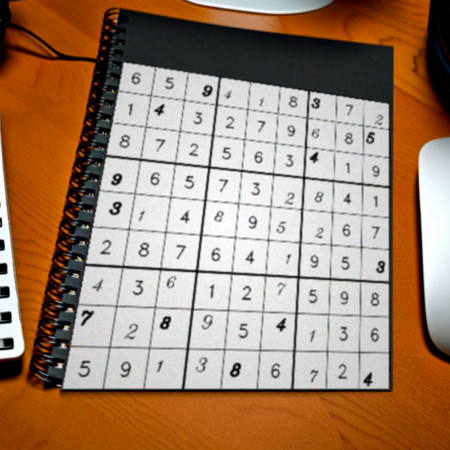 6 5 9 4 1 8 3 7 2
1 4 3 2 7 9 6 8 5
8 7 2 5 6 3 4 1 9
9 6 5 7 3 2 8 4 1
3 1 4 8 9 5 2 6 7
2 8 7 6 4 1 9 5 3
4 3 6 1 2 7 5 9 8
7 2 8 9 5 4 1 3 6
5 9 1 3 8 6 7 2 4